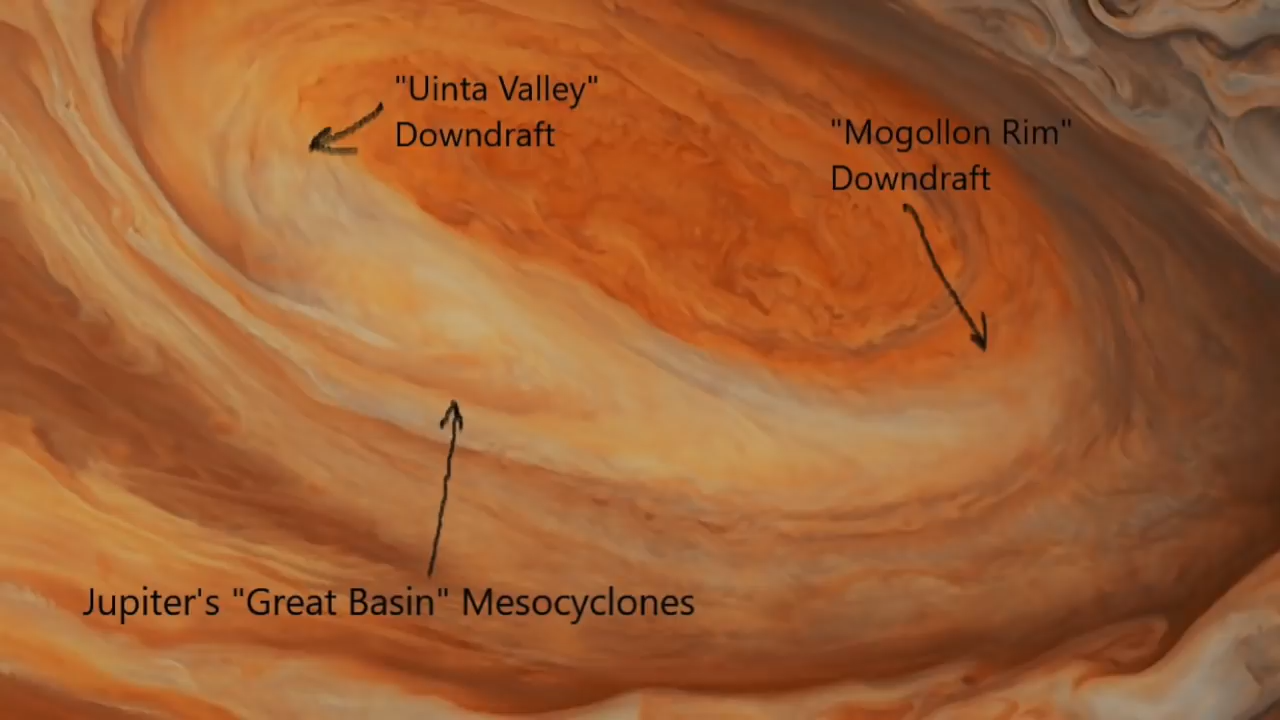 "Uinta Valley"
Downdraft
"Mogollon Rim"
Downdraft
Jupiter's "Great Basin" Mesocyclones